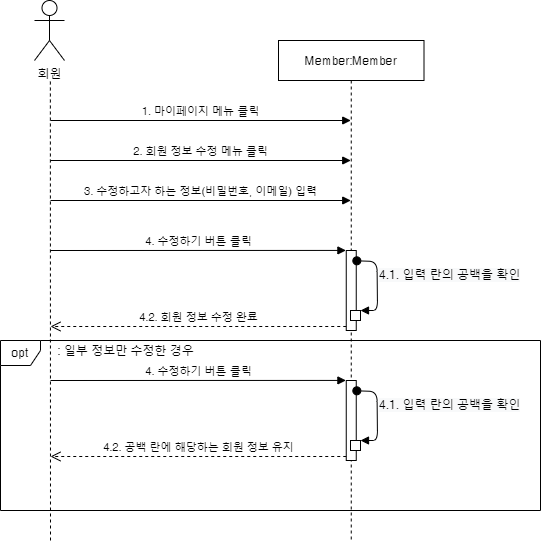 회원
Member:Member
1. 마이페이지 메뉴 클릭
2. 회원 정보 수정 메뉴 클릭
3. 수정하고자 하는 정보(비밀번호, 이메일) 입력
4. 수정하기 버튼 클릭
4.1. 입력 란의 공백을 확인
4.2. 회원 정보 수정 완료
opt : 일부 정보만 수정한 경우
4. 수정하기 버튼 클릭
4.1. 입력 란의 공백을 확인
4.2. 공백 란에 해당하는 회원 정보 유지